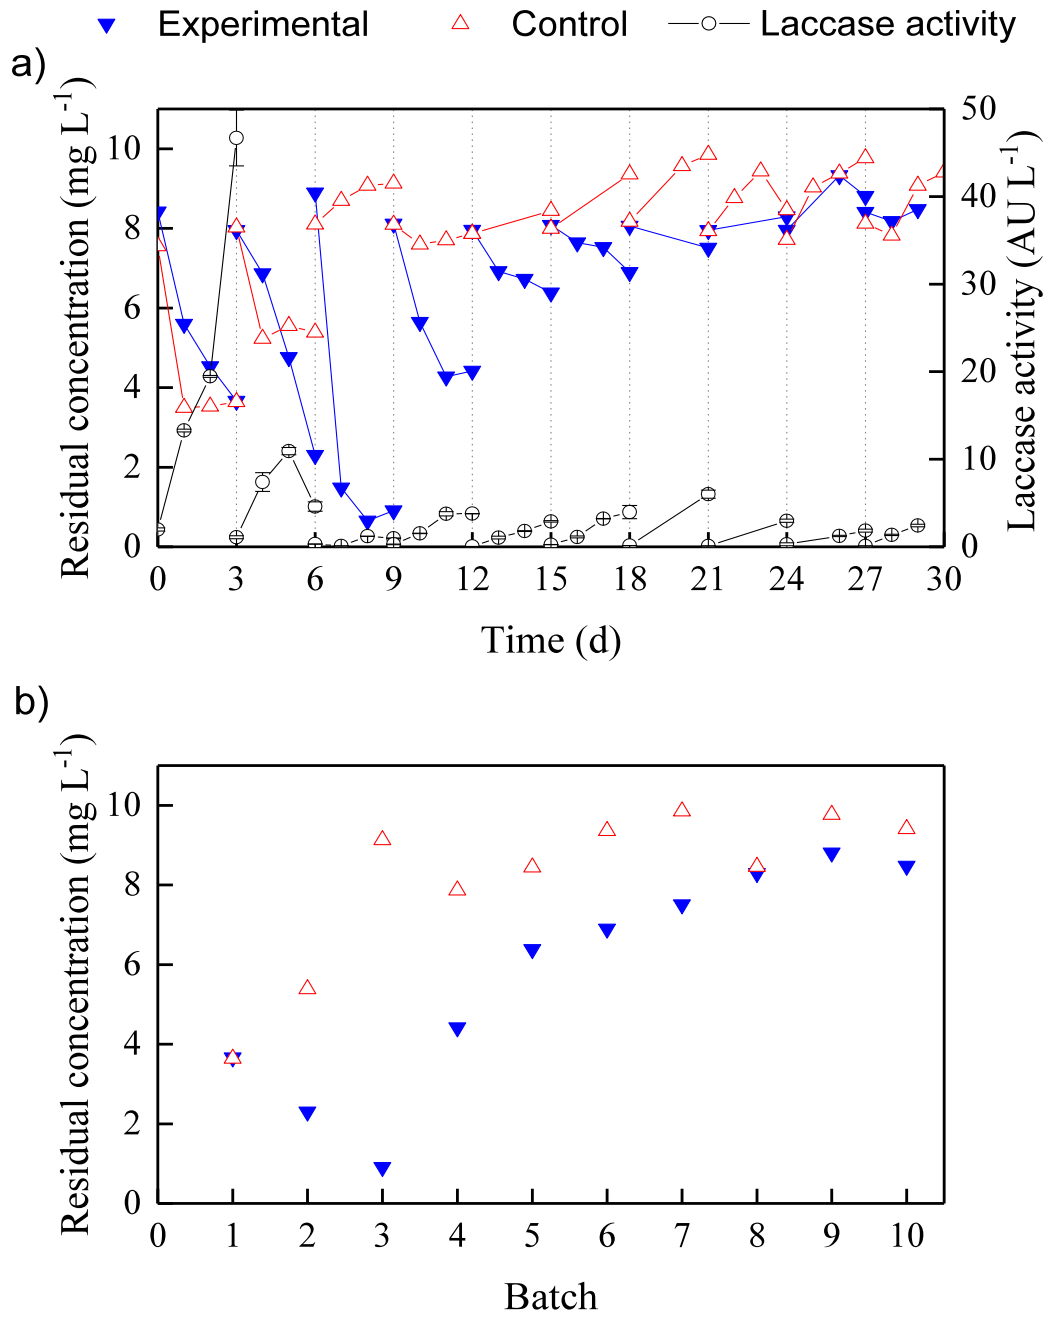 Experimental Control Laccase activity
a)
Residual concentration (mg L-1)
10
8
6
4
2
0
50
40
30
20
10
0
Laccase activity (AU L-1)
0 3 6 9 12 15 18 21 24 27 30
Time (d)
b)
Residual concentration (mg L-1)
10
8
6
4
2
0
0 1 2 3 4 5 6 7 8 9 10
Batch